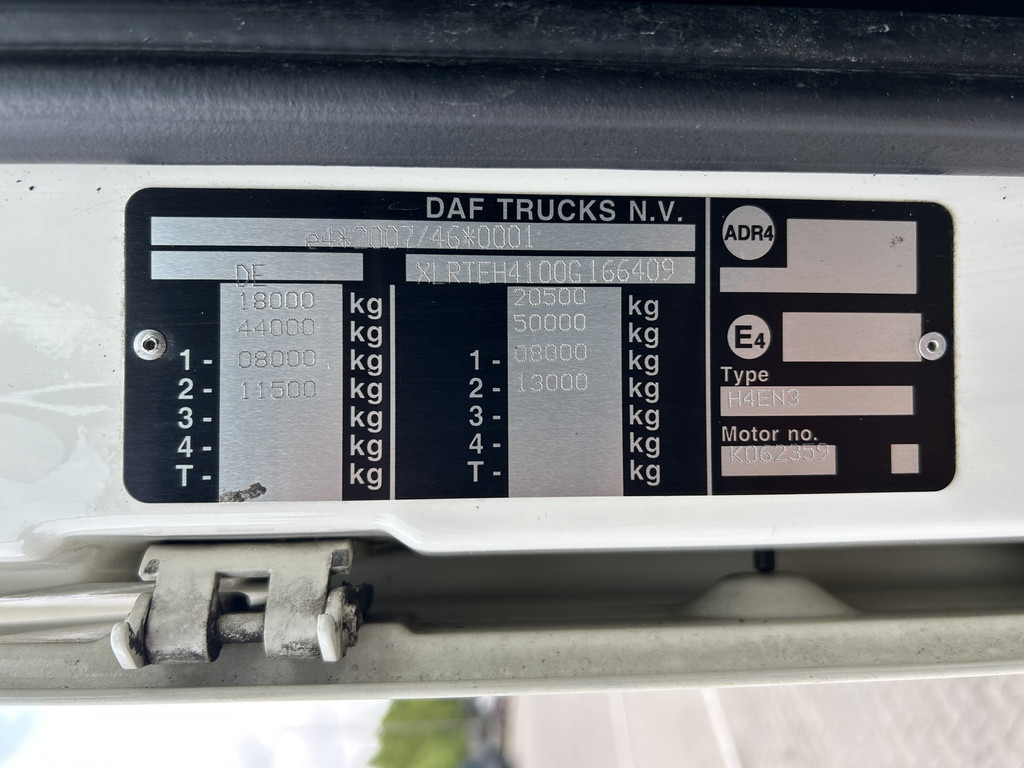 DAF TRUCKS N.V.
e4*2007/46*0001
DE XLRTEH4100G166409
18000 kg 20500 kg
44000 kg 50000 kg
1- 08000 kg 1- 08000 kg
2- 11500 kg 2- 13000 kg
3- kg 3- kg
4- kg 4- kg
T- kg T- kg
ADR4
E4
Type
H4EN3
Motor no.
K062359